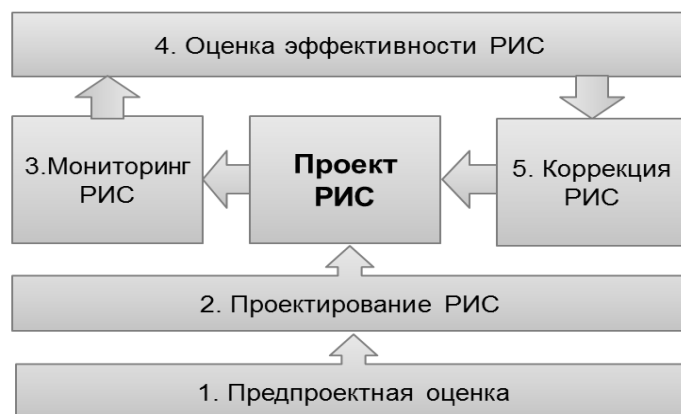 4. Оценка эффективности РИС
3.Мониторинг
РИС
Проект
РИС
5. Коррекция
РИС
2. Проектирование РИС
1. Предпроектная оценка